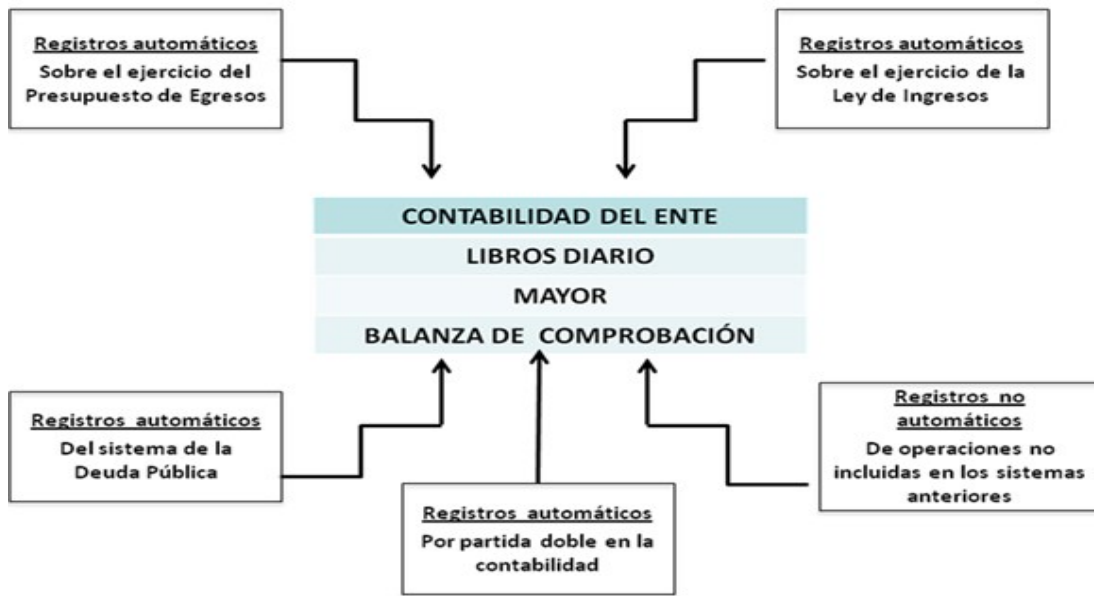 Registros automáticos
Sobre el ejercicio del
Presupuesto de Egresos
Registros automáticos
Sobre el ejercicio de la
Ley de Ingresos
CONTABILIDAD DEL ENTE
LIBROS DIARIO
MAYOR
BALANZA DE COMPROBACIÓN
Registros automáticos
Del sistema de la
Deuda Pública
Registros automáticos
Por partida doble en la
contabilidad
Registros no
automáticos
De operaciones no
incluidas en los sistemas
anteriores